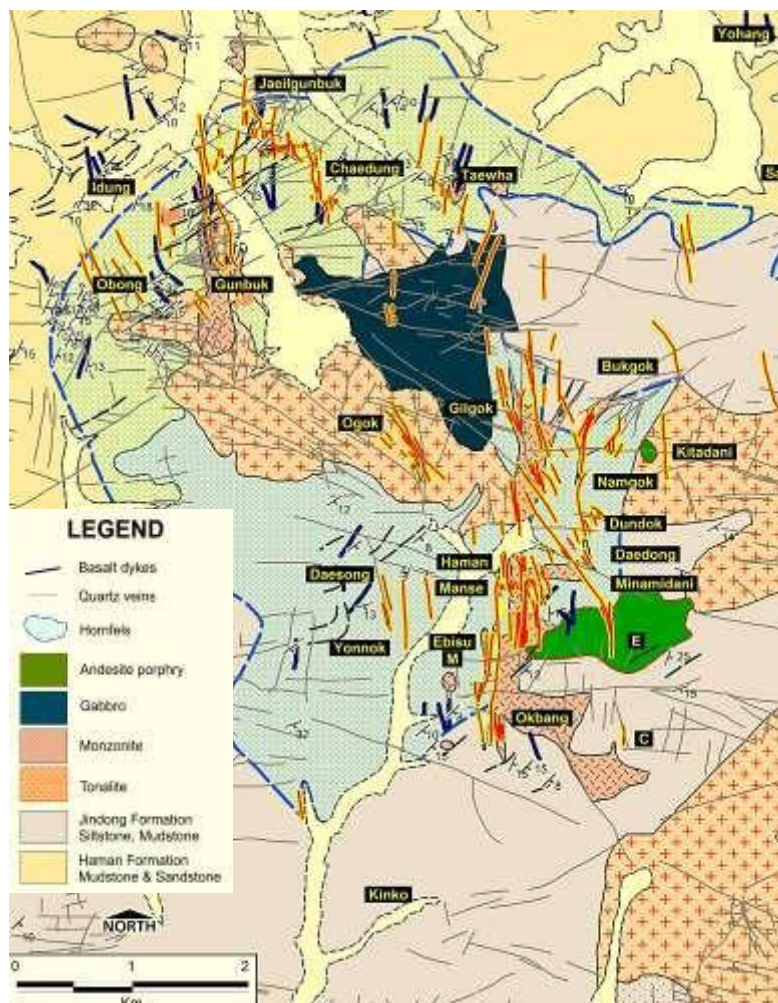 Yohang
Jaeilgunbuk
Chaedung
Taewha
Idung
Obong
Gunbuk
Bukgok
Gilgok
Ogok
Kitadani
Namgok
Dundok
Haman
Daedong
Daesong
Manse
Minamidani
Ebisu
M
E
Yonnok
Okbang
C
Kinko
LEGEND
Basalt dykes
Quartz veins
Hornfels
Andesite porphry
Gabbro
Monzonite
Tonalite
Jindong Formation
Siltstone, Mudstone
Haman Formation
Mudstone & Sandstone
NORTH
0 1 2
Km